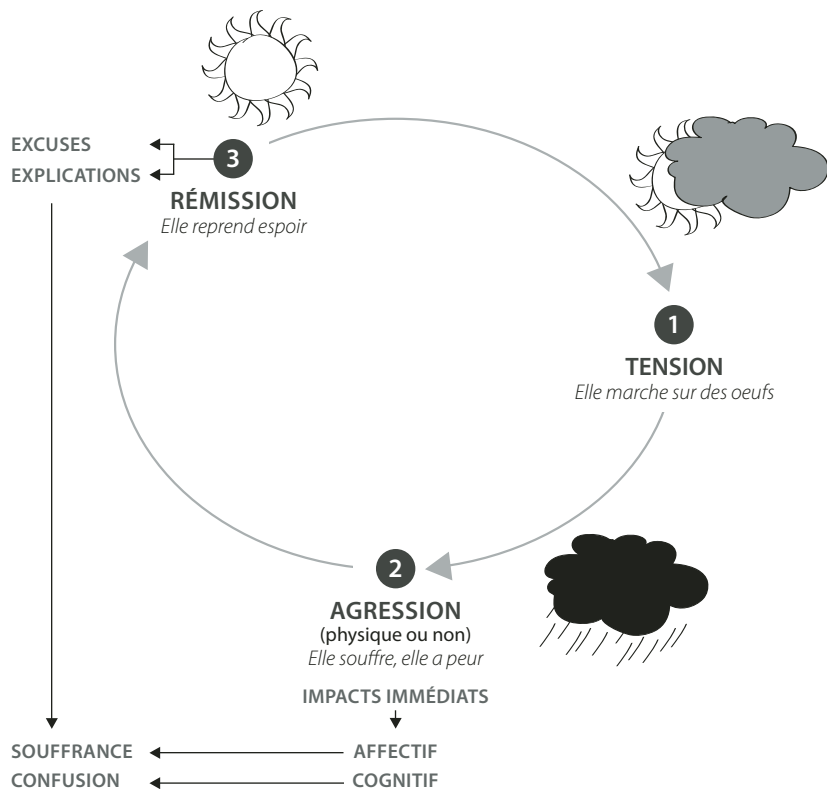 EXCUSES
EXPLICATIONS
3
RÉMISSION
Elle reprend espoir
1
TENSION
Elle marche sur des oeufs
2
AGRESSION
(physique ou non)
Elle souffre, elle a peur
IMPACTS IMMÉDIATS
SOUFFRANCE
AFFECTIF
CONFUSION
COGNITIF